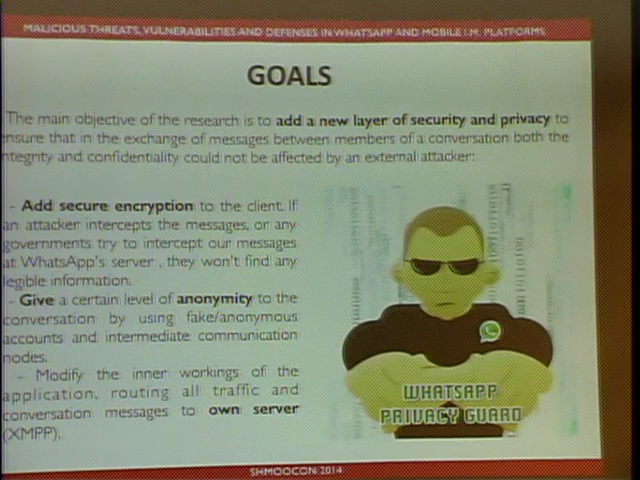 MALICIOUS THREATS, VULNERABILITIES AND DEFENSES IN WHATSAPP AND MOBILE I.M. PLATFORMS
GOALS
The main objective of the research is to add a new layer of security and privacy to
ensure that in the exchange of messages between members of a conversation both the
ntegrity and confidentiality could not be affected by an external attacker:
- Add secure encryption to the client. If
an attacker intercepts the messages, or any
governments try to intercept our messages
at WhatsApp's server , they won't find any
legible information.
- Give a certain level of anonymity to the
conversation by using fake/anonymous
accounts and intermediate communication
nodes.
- Modify the inner workings of the
application, routing all traffic and
conversation messages to own server
(XMPP).
WHATSAPP
PRIVACY GUARD
SHMOOCON 2014